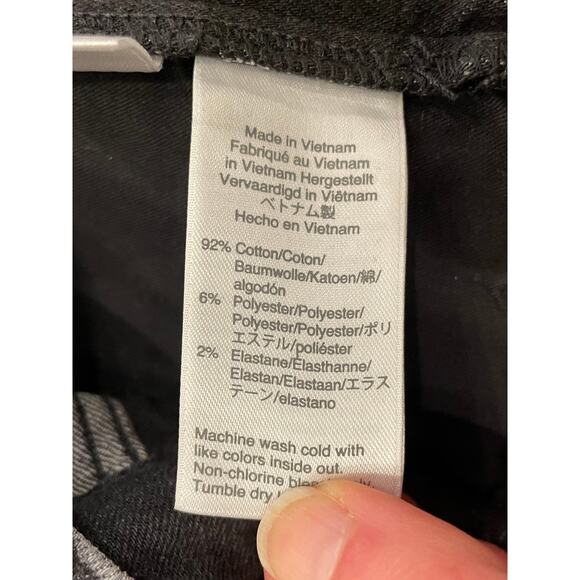 Made in Vietnam
Fabriqué au Vietnam
in Vietnam Hergestellt
Vervaardigd in Viëtnam
ベトナム製
Hecho en Vietnam
92% Cotton/Coton/
Baumwolle/Katoen/綿/
algodón
6% Polyester/Polyester/
Polyester/Polyester/ポリ
エステル/poliéster
2% Elastane/Élasthanne/
Elastan/Elastaan/エラス
テーン/elastano
Machine wash cold with
like colors inside out.
Non-chlorine
Tumble dry